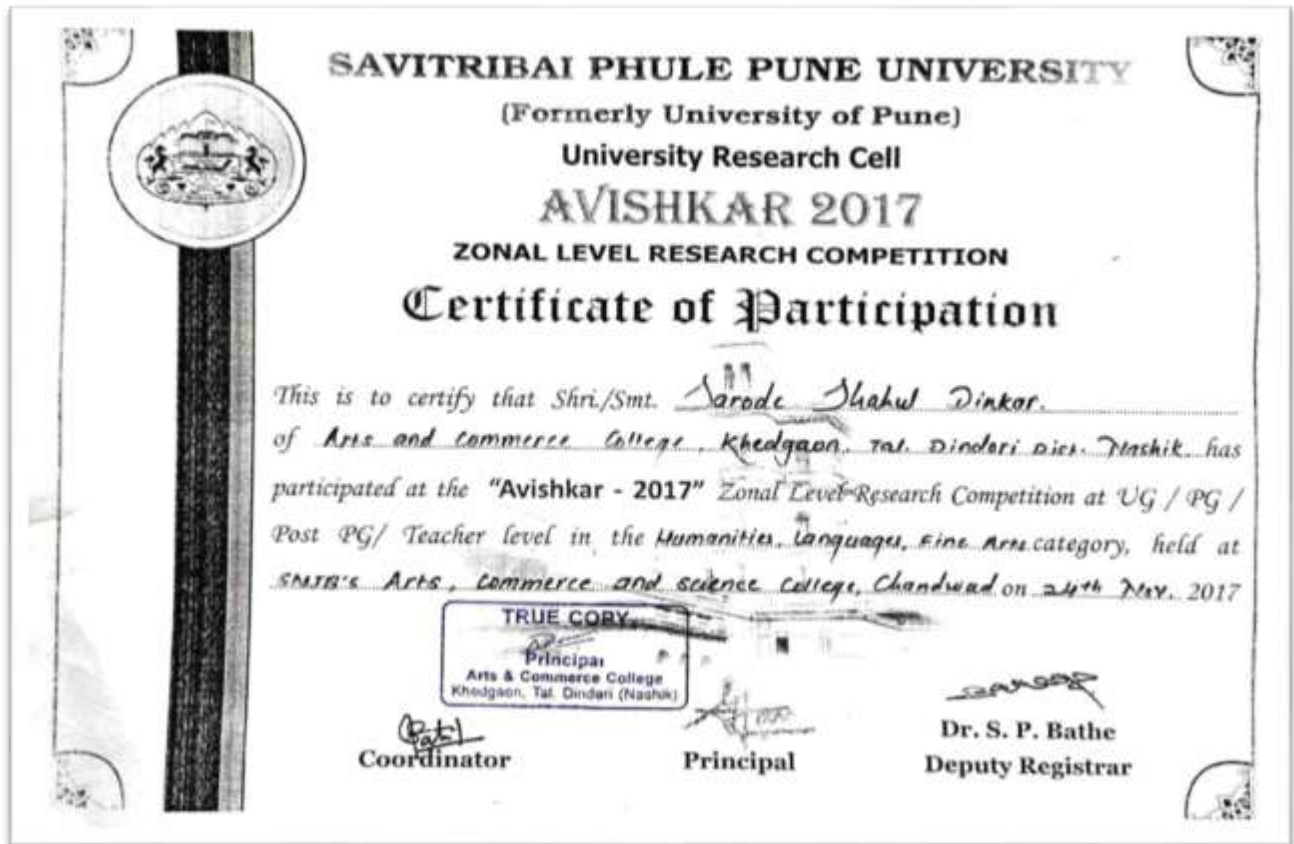 SAVITRIBAI PHULE PUNE UNIVERSITY
(Formerly University of Pune)
University Research Cell
AVISHKAR 2017
ZONAL LEVEL RESEARCH COMPETITION
Certificate of Participation
This is to certify that Shri./Smt. Sarode Dinkar.
of Arts and Commerce College, Khedgaon, Tal. Dindori Dist. Nashik. has
participated at the "Avishkar - 2017" Zonal Level Research Competition at UG / PG /
Post PG/ Teacher level in the Humanities, Languages, Fine Arts category, held at
SNJB's Arts, Commerce and Science College, Chandwad on 24th Nov. 2017
TRUE COPY
Principal
Arts & Commerce College
Khedgaon, Tal. Dindori (Nashik)
Coordinator
Principal
Dr. S. P. Bathe
Deputy Registrar